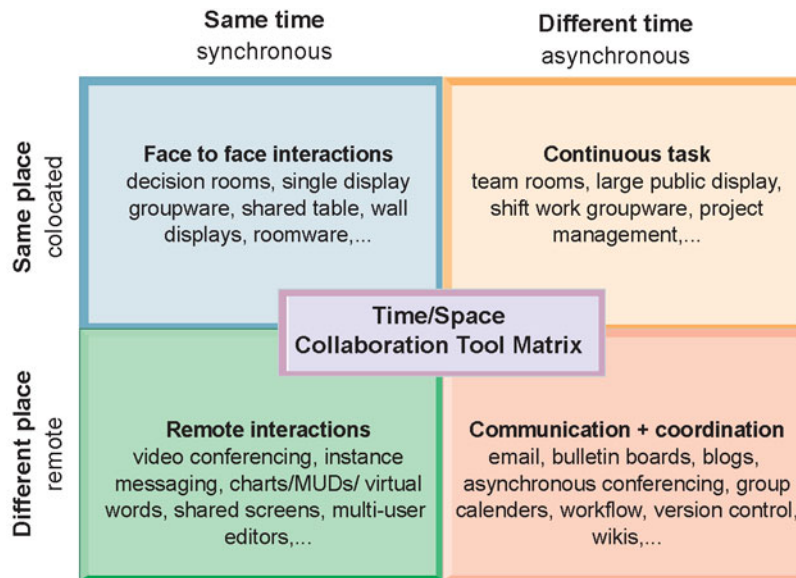 Same time
synchronous
Different time
asynchronous
Same place
colocated
Face to face interactions
decision rooms, single display
groupware, shared table, wall
displays, roomware,...
Continuous task
team rooms, large public display,
shift work groupware, project
management,...
Time/Space
Collaboration Tool Matrix
Different place
remote
Remote interactions
video conferencing, instance
messaging, charts/MUDs/ virtual
words, shared screens, multi-user
editors,...
Communication + coordination
email, bulletin boards, blogs,
asynchronous conferencing, group
calenders, workflow, version control,
wikis,...